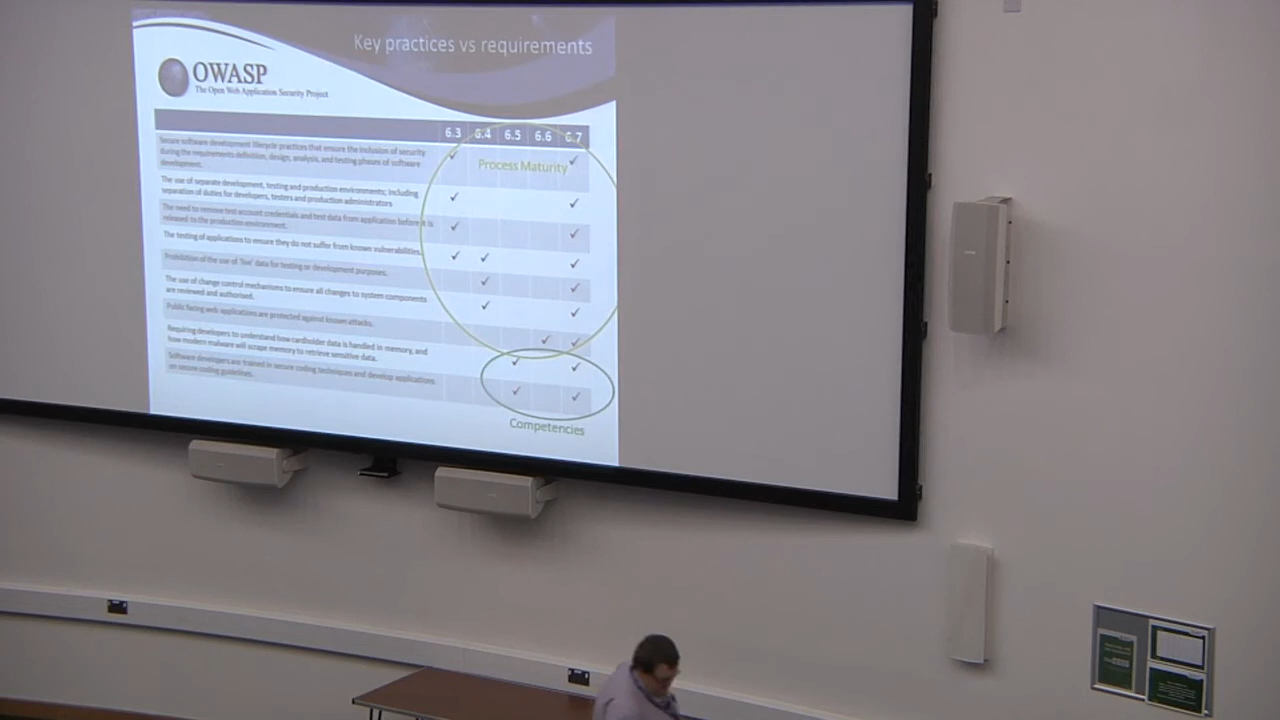 Key practices vs requirements
OWASP
The Open Web Application Security Project
6.3 6.4 6.5 6.6 6.7
Secure software development lifecycle practices that ensure the inclusion of security
during the requirements definition, design, analysis, and testing phases of software
development.
Process Maturity
The use of separate development, testing and production environments; including
separation of duties for developers, testers and production administrators
The need to remove test account credentials and test data from application before it is
released to the production environment.
The testing of applications to ensure they do not suffer from known vulnerabilities.
Prohibition of the use of 'live' data for testing or development purposes.
The use of change control mechanisms to ensure all changes to system components
are reviewed and authorised.
Public facing web applications are protected against known attacks.
Requiring developers to understand how cardholder data is handled in memory, and
how modern malware will scrape memory to retrieve sensitive data.
Software developers are trained in secure coding techniques and develop applications
on secure coding guidelines.
Competencies